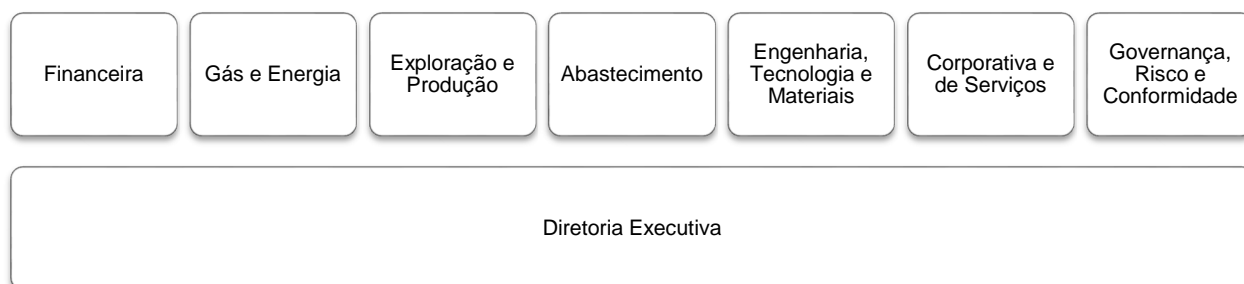 Financeira
Gás e Energia
Exploração e
Produção
Abastecimento
Engenharia,
Tecnologia e
Materiais
Corporativa e
de Serviços
Governança,
Risco e
Conformidade
Diretoria Executiva